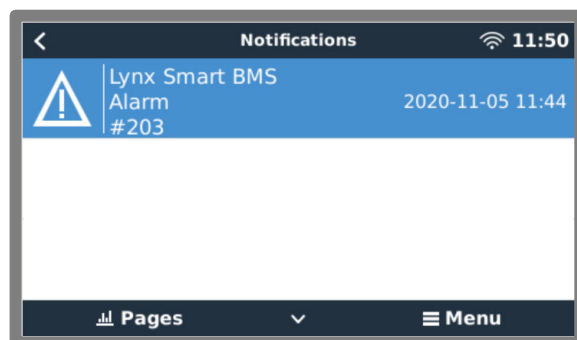 Notifications
11:50
Lynx Smart BMS
Alarm
#203
2020-11-05 11:44
Pages
Menu